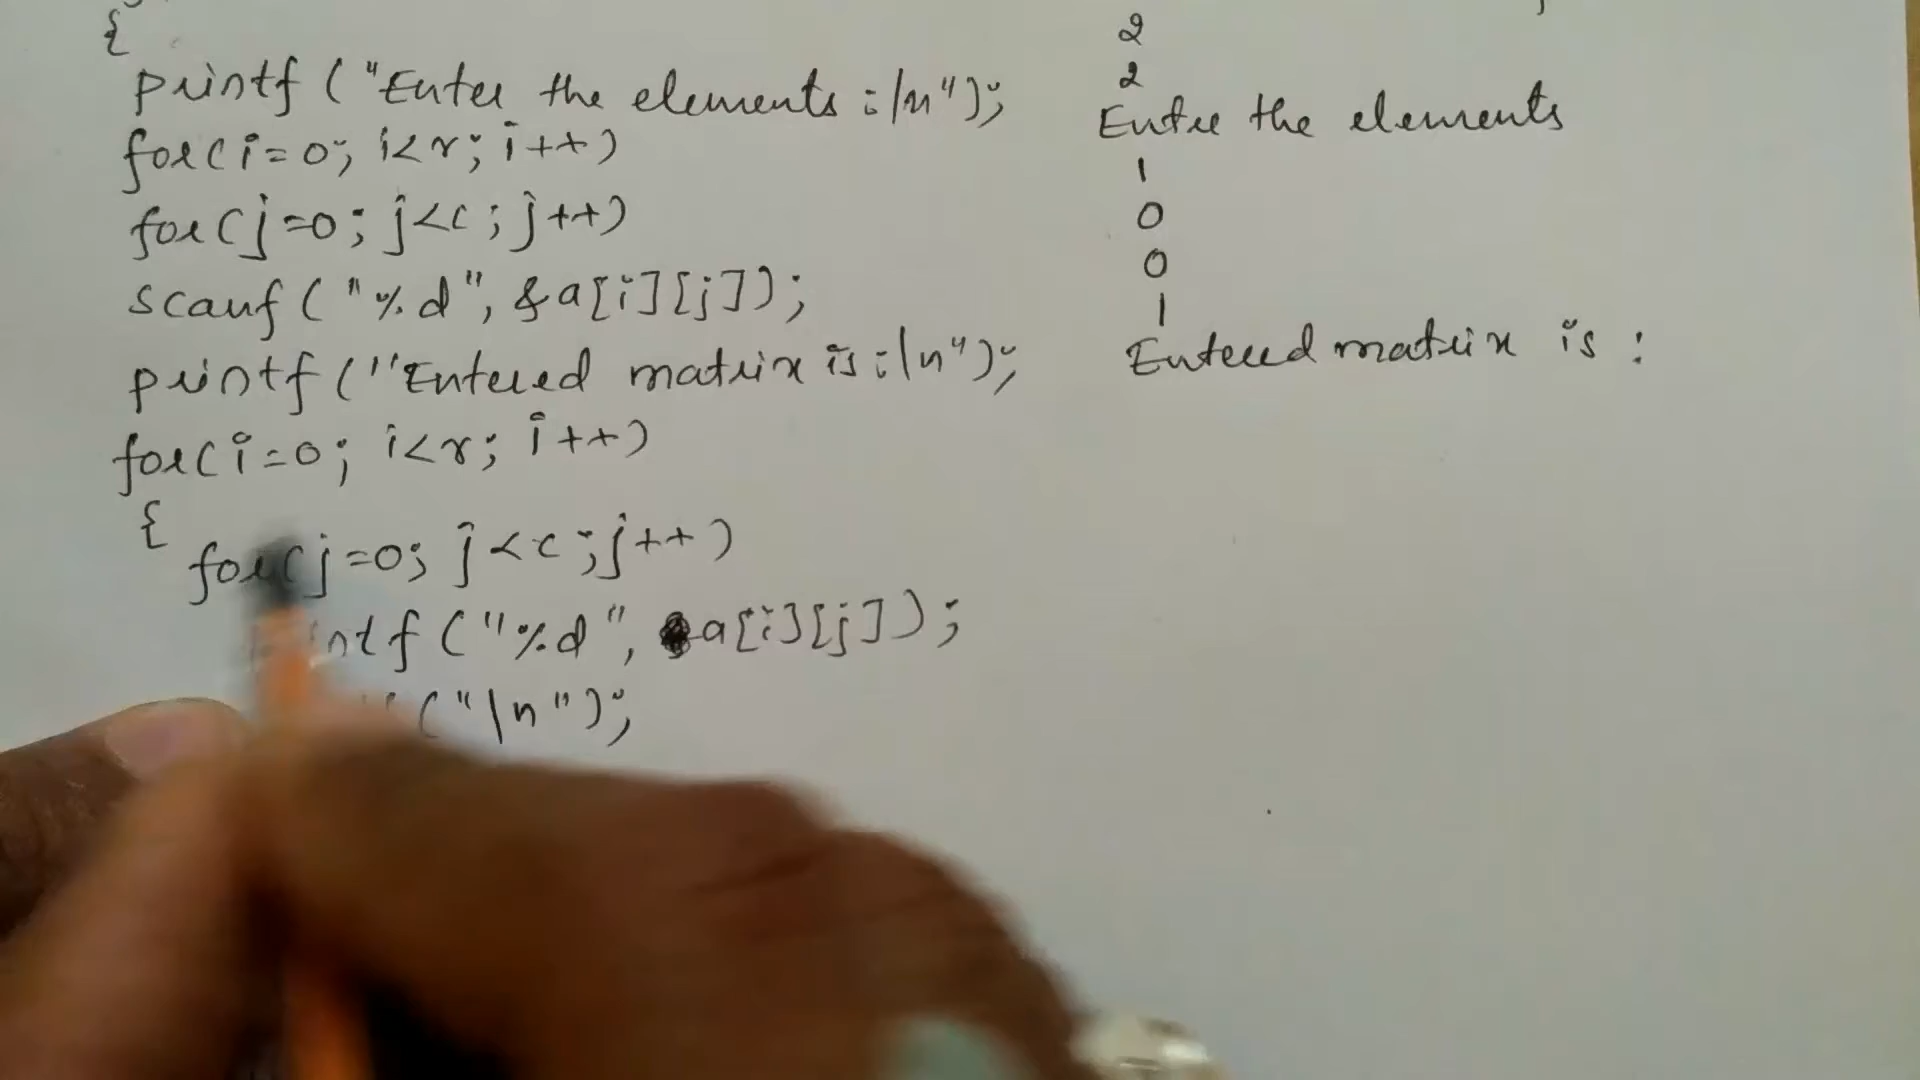 {
printf ("Enter the elements :\n");
for(i=0; i<r; i++)
for(j=0; j<c; j++)
scanf ("%d", &a[i][j]);
printf ("Entered matrix is :\n");
for(i=0; i<r; i++)
{
for(j=0; j<c; j++)
("%d", a[i][j]);
("\n");
2
2
Enter the elements
1
0
0
1
Entered matrix is :